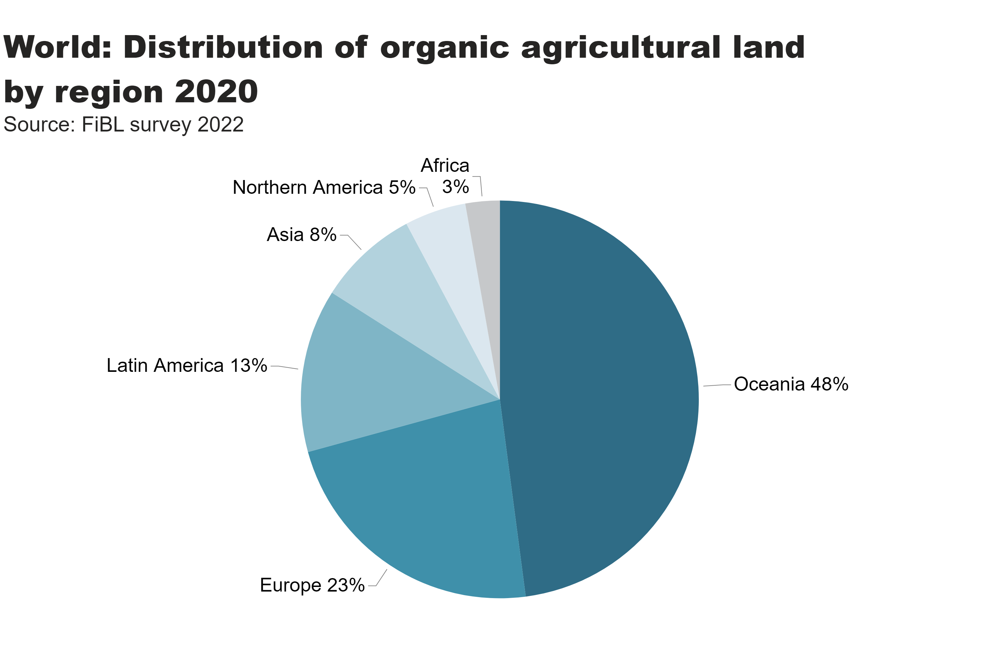 World: Distribution of organic agricultural land
by region 2020
Source: FiBL survey 2022
Africa
3%
Northern America 5%
Asia 8%
Latin America 13%
Oceania 48%
Europe 23%